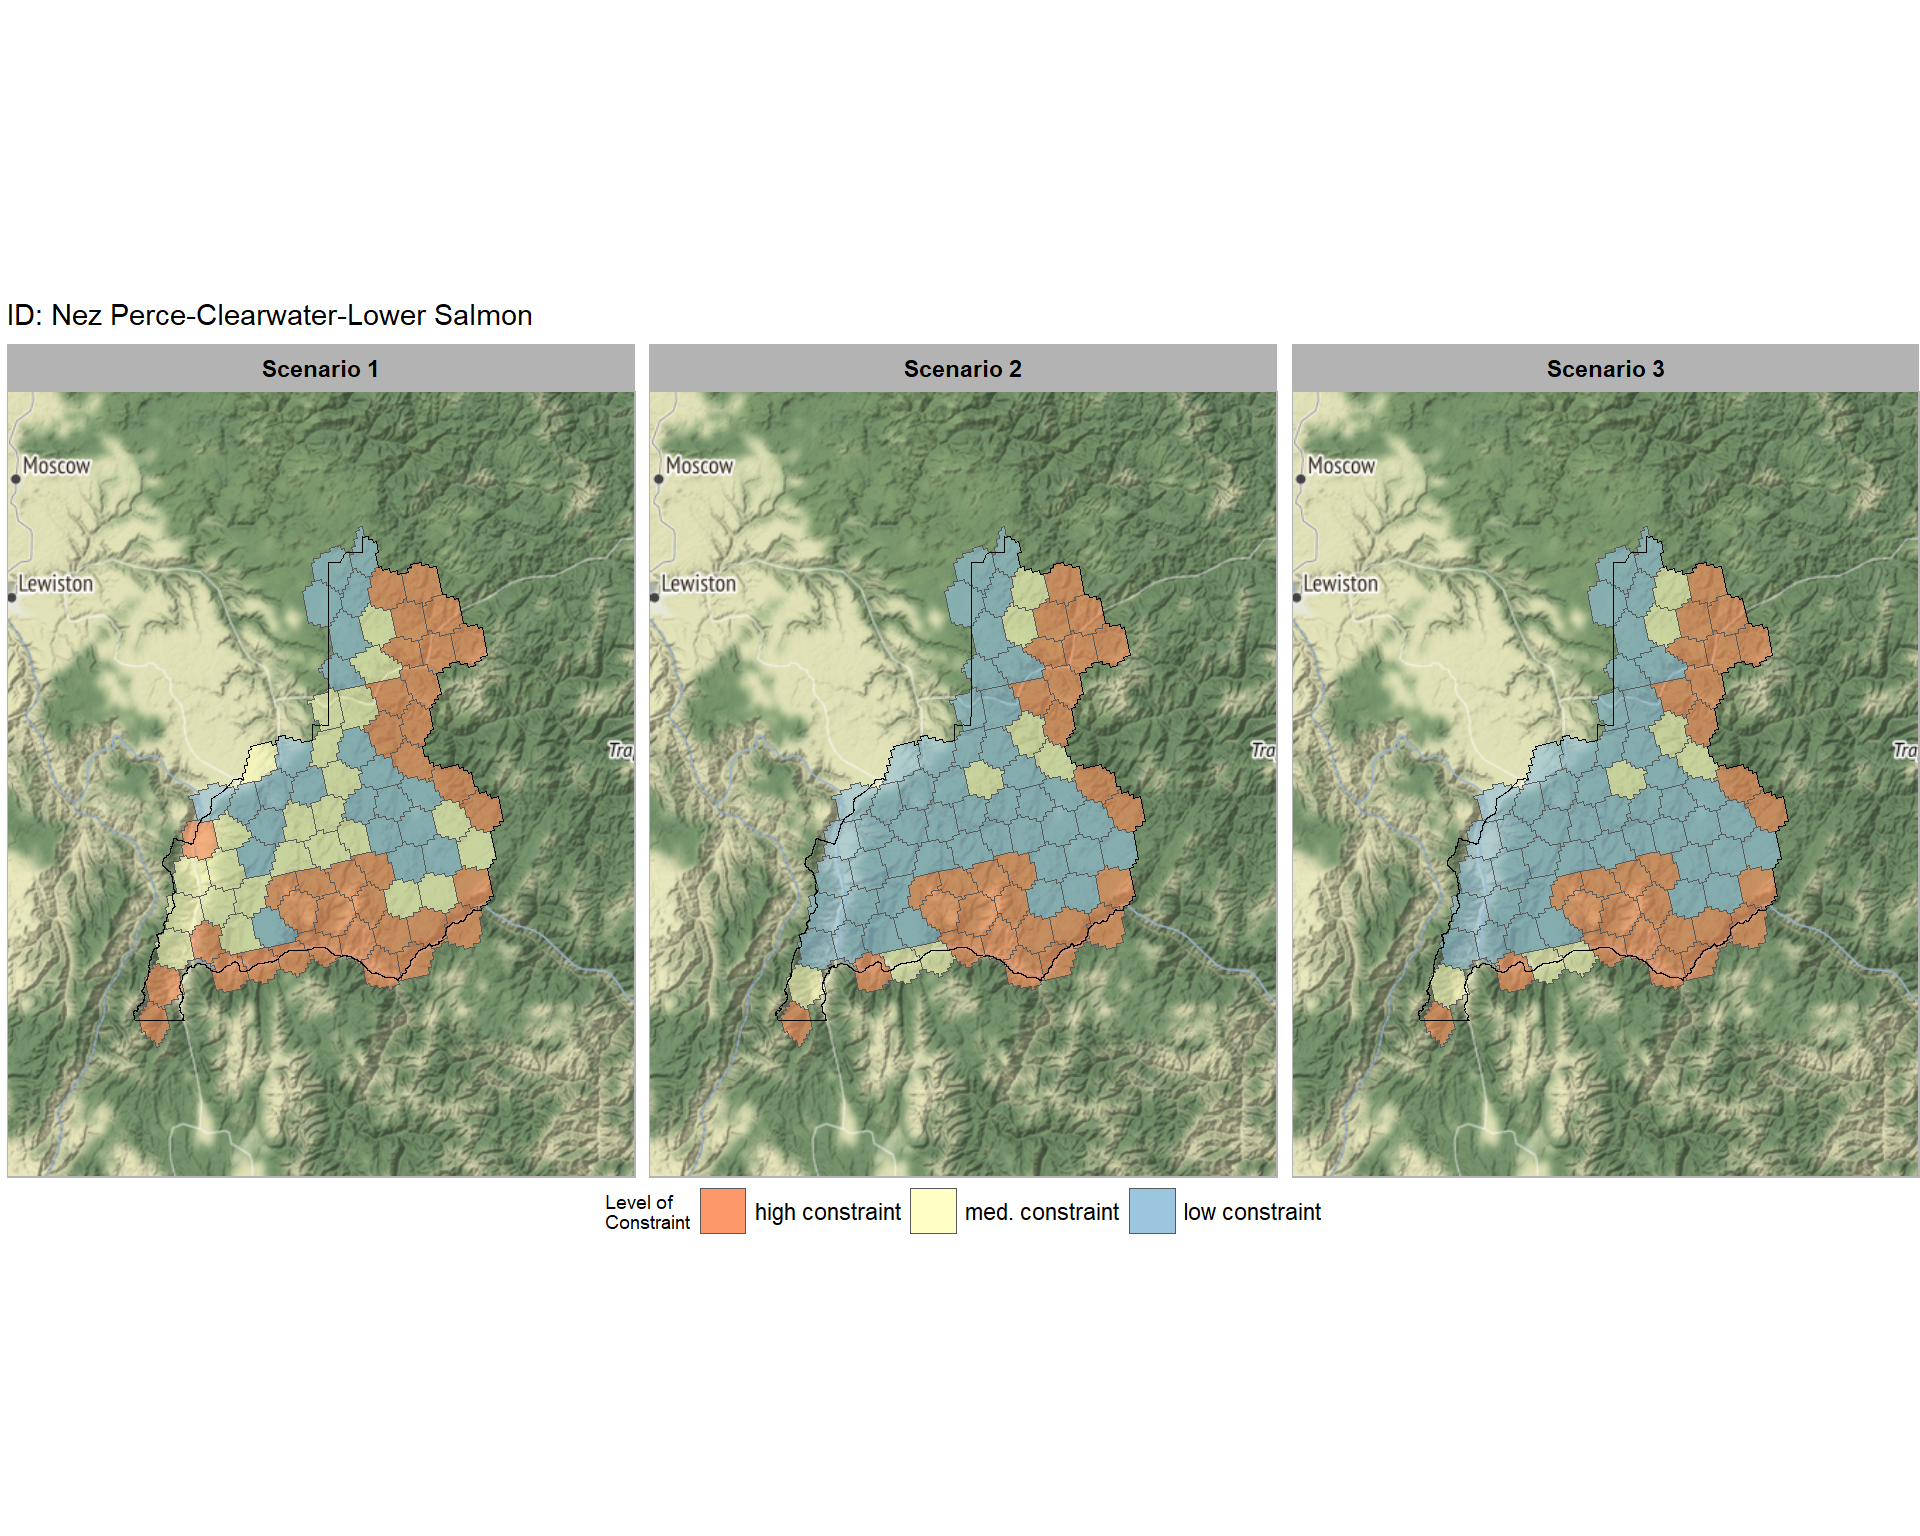 ID: Nez Perce-Clearwater-Lower Salmon
Scenario 1
Scenario 2
Scenario 3
Moscow
Moscow
Moscow
Lewiston
Lewiston
Lewiston
Tra
Tra
Tra
Level of
Constraint
high constraint
med. constraint
low constraint